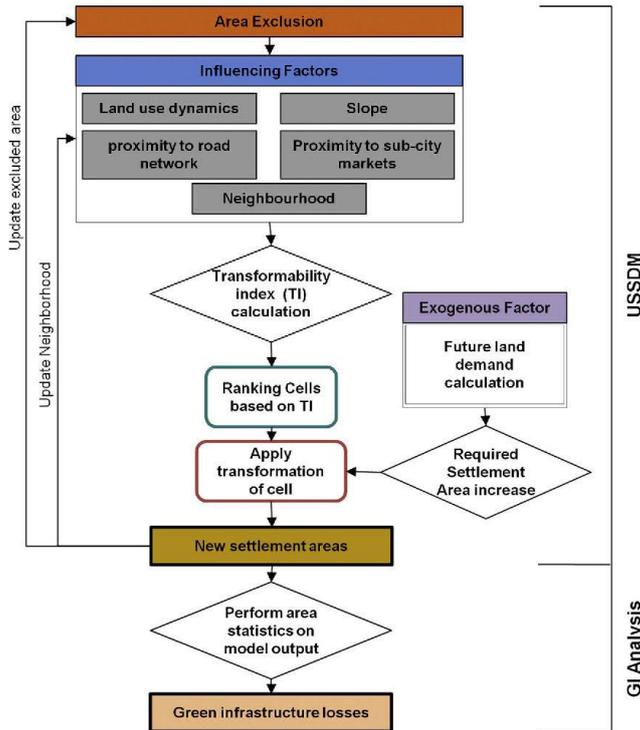 Area Exclusion
Influencing Factors
Land use dynamics
Slope
proximity to road
network
Proximity to sub-city
markets
Neighbourhood
Update excluded area
Update Neighborhood
Transformability
index (TI)
calculation
Exogenous Factor
Future land
demand
calculation
USSDM
Ranking Cells
based on TI
Apply
transformation
of cell
Required
Settlement
Area increase
New settlement areas
Perform area
statistics on
model output
GI Analysis
Green infrastructure losses